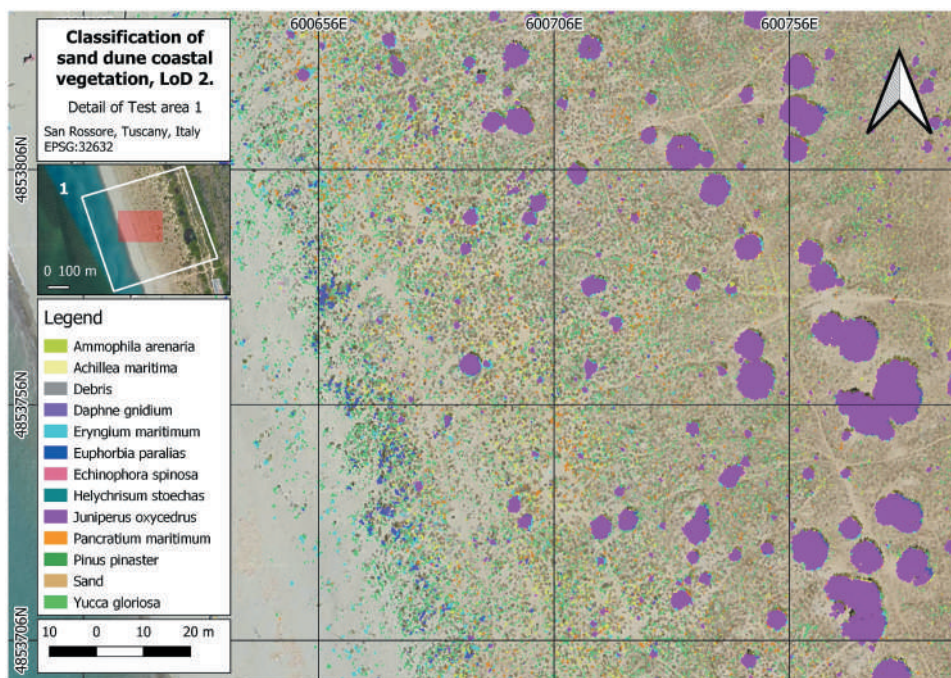 Classification of
sand dune coastal
vegetation, LoD 2.
Detail of Test area 1
San Rossore, Tuscany, Italy
EPSG:32632
600656E
600706E
600756E
4853806N
4853756N
4853706N
1
0 100 m
Legend
Ammophila arenaria
Achillea maritima
Debris
Daphne gnidium
Eryngium maritimum
Euphorbia paralias
Echinophora spinosa
Helychrisum stoechas
Juniperus oxycedrus
Pancratium maritimum
Pinus pinaster
Sand
Yucca gloriosa
10 0 10 20 m